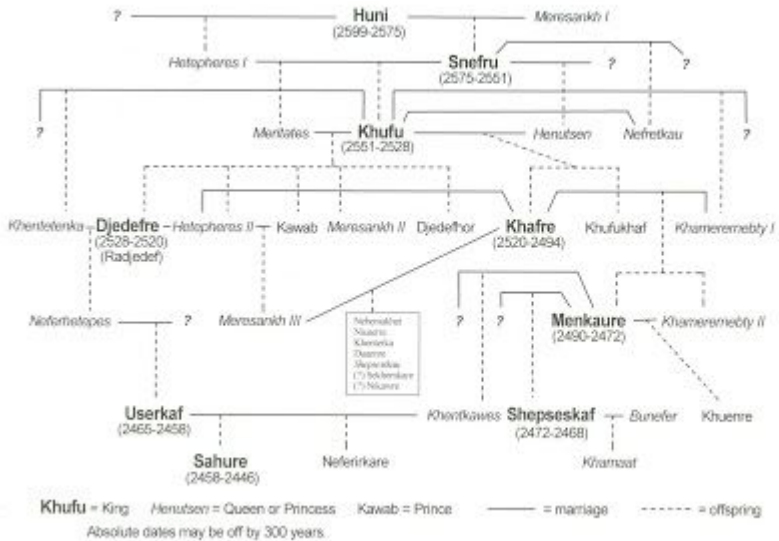 ? Huni Meresankh I
(2599-2575)
Hetepheres I Snefru ? ?
(2575-2551)
? Meritates Khufu Henutsen Nefretkau ?
(2551-2528)
Khentetenka Djedefre Hetepheres II Kawab Meresankh II Djedefhor Khafre Khufukhaf Khamerernebty I
(2528-2520) (2520-2494)
(Radjedef)
Neferhetepes ? Meresankh III ? ? Menkaure Khamerernebty II
(2490-2472)
Userkaf Khentkawes Shepseskaf Bunefer Khuenre
(2465-2458) (2472-2468)
Sahure Neferirkare Khamaat
(2458-2446)
Khufu = King Henutsen = Queen or Princess Kawab = Prince = marriage = offspring
Absolute dates may be off by 300 years.